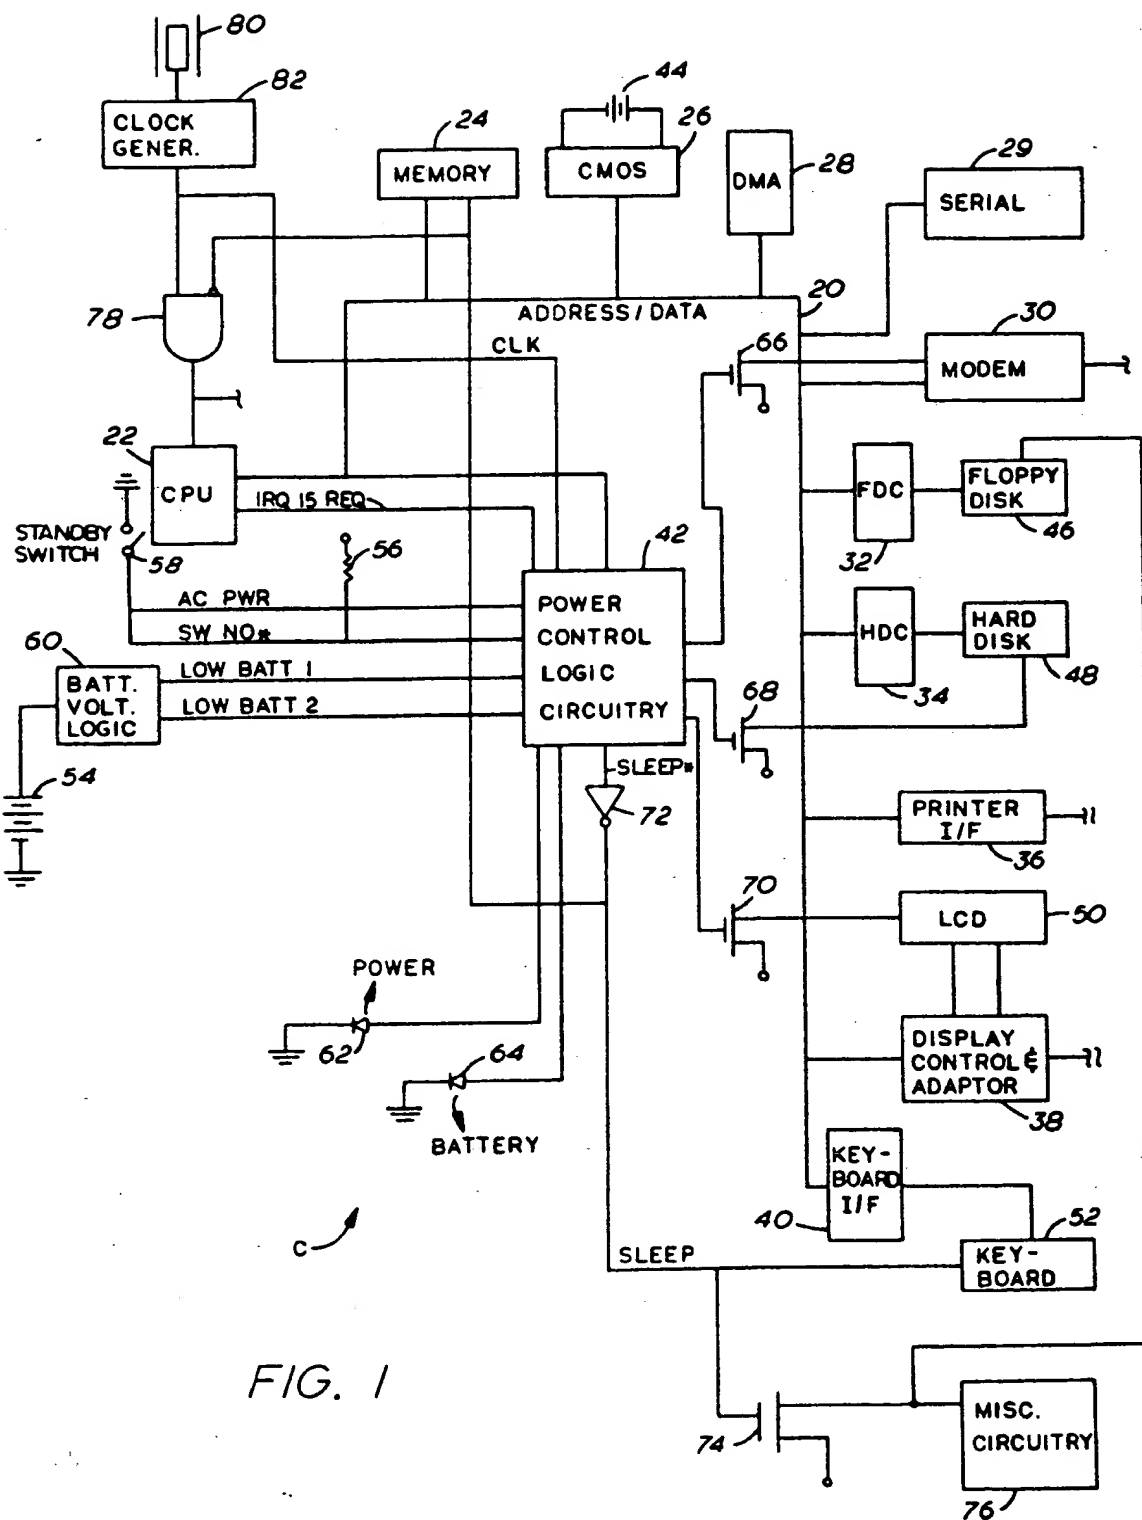 80
82
CLOCK
GENER.
44
24
26
MEMORY
CMOS
DMA
28
29
SERIAL
78
20
ADDRESS/DATA
CLK
66
30
MODEM
22
CPU
IRQ 15 REQ
STANDBY
SWITCH
58
56
42
FDC
32
FLOPPY
DISK
46
AC PWR
SW NO*
POWER
CONTROL
LOGIC
CIRCUITRY
HDC
34
HARD
DISK
48
60
BATT.
VOLT.
LOGIC
LOW BATT 1
LOW BATT 2
68
54
SLEEP*
72
PRINTER
I/F
36
70
LCD
50
POWER
62
64
BATTERY
DISPLAY
CONTROL &
ADAPTOR
38
KEY-
BOARD
I/F
40
52
C
SLEEP
KEY-
BOARD
FIG. 1
74
MISC.
CIRCUITRY
76